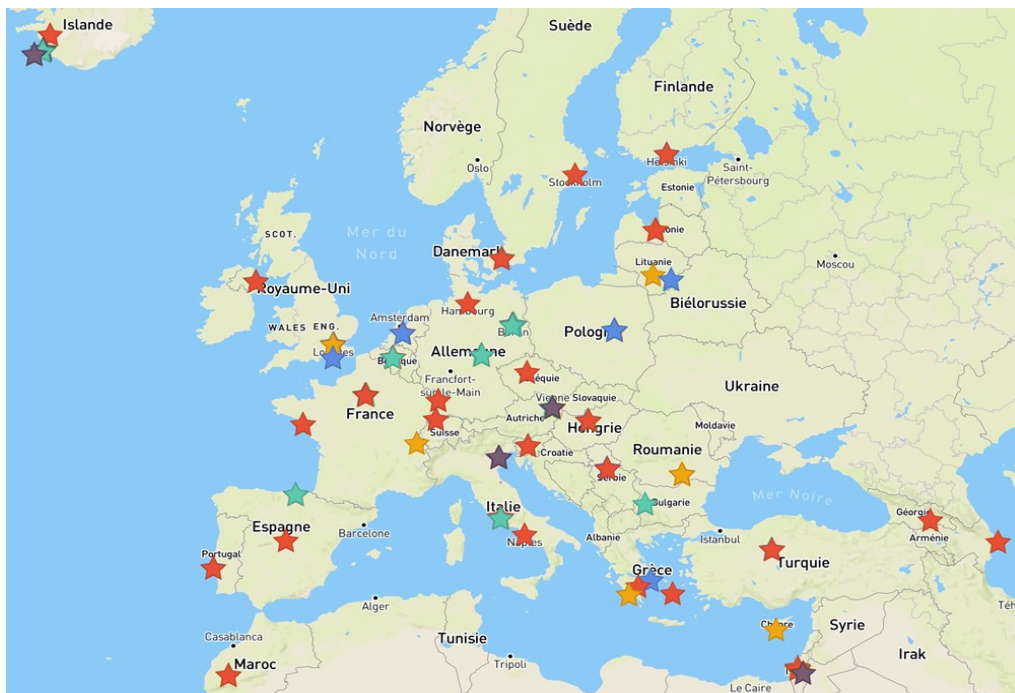 Islande
Suède
Finlande
Norvège
Oslo
Helsinki
Saint-
Pétersbourg
Stockholm
Estonie
SCOT.
Mer du
Nord
Danemark
Lituanie
Moscou
Royaume-Uni
Biélorussie
WALES ENG.
Amsterdam
Hambourg
Londres
Berlin
Pologne
Belgique
Allemagne
Francfort-
sur-le-Main
Ukraine
France
Vienne Slovaquie
Autriche
Hongrie
Moldavie
Suisse
Croatie
Roumanie
Serbie
Mer Noire
Italie
Bulgarie
Géorgie
Espagne
Barcelone
Albanie
Istanbul
Arménie
Portugal
Naples
Turquie
Grèce
Alger
Tunisie
Chypre
Syrie
Casablanca
Maroc
Tripoli
Irak
Le Caire